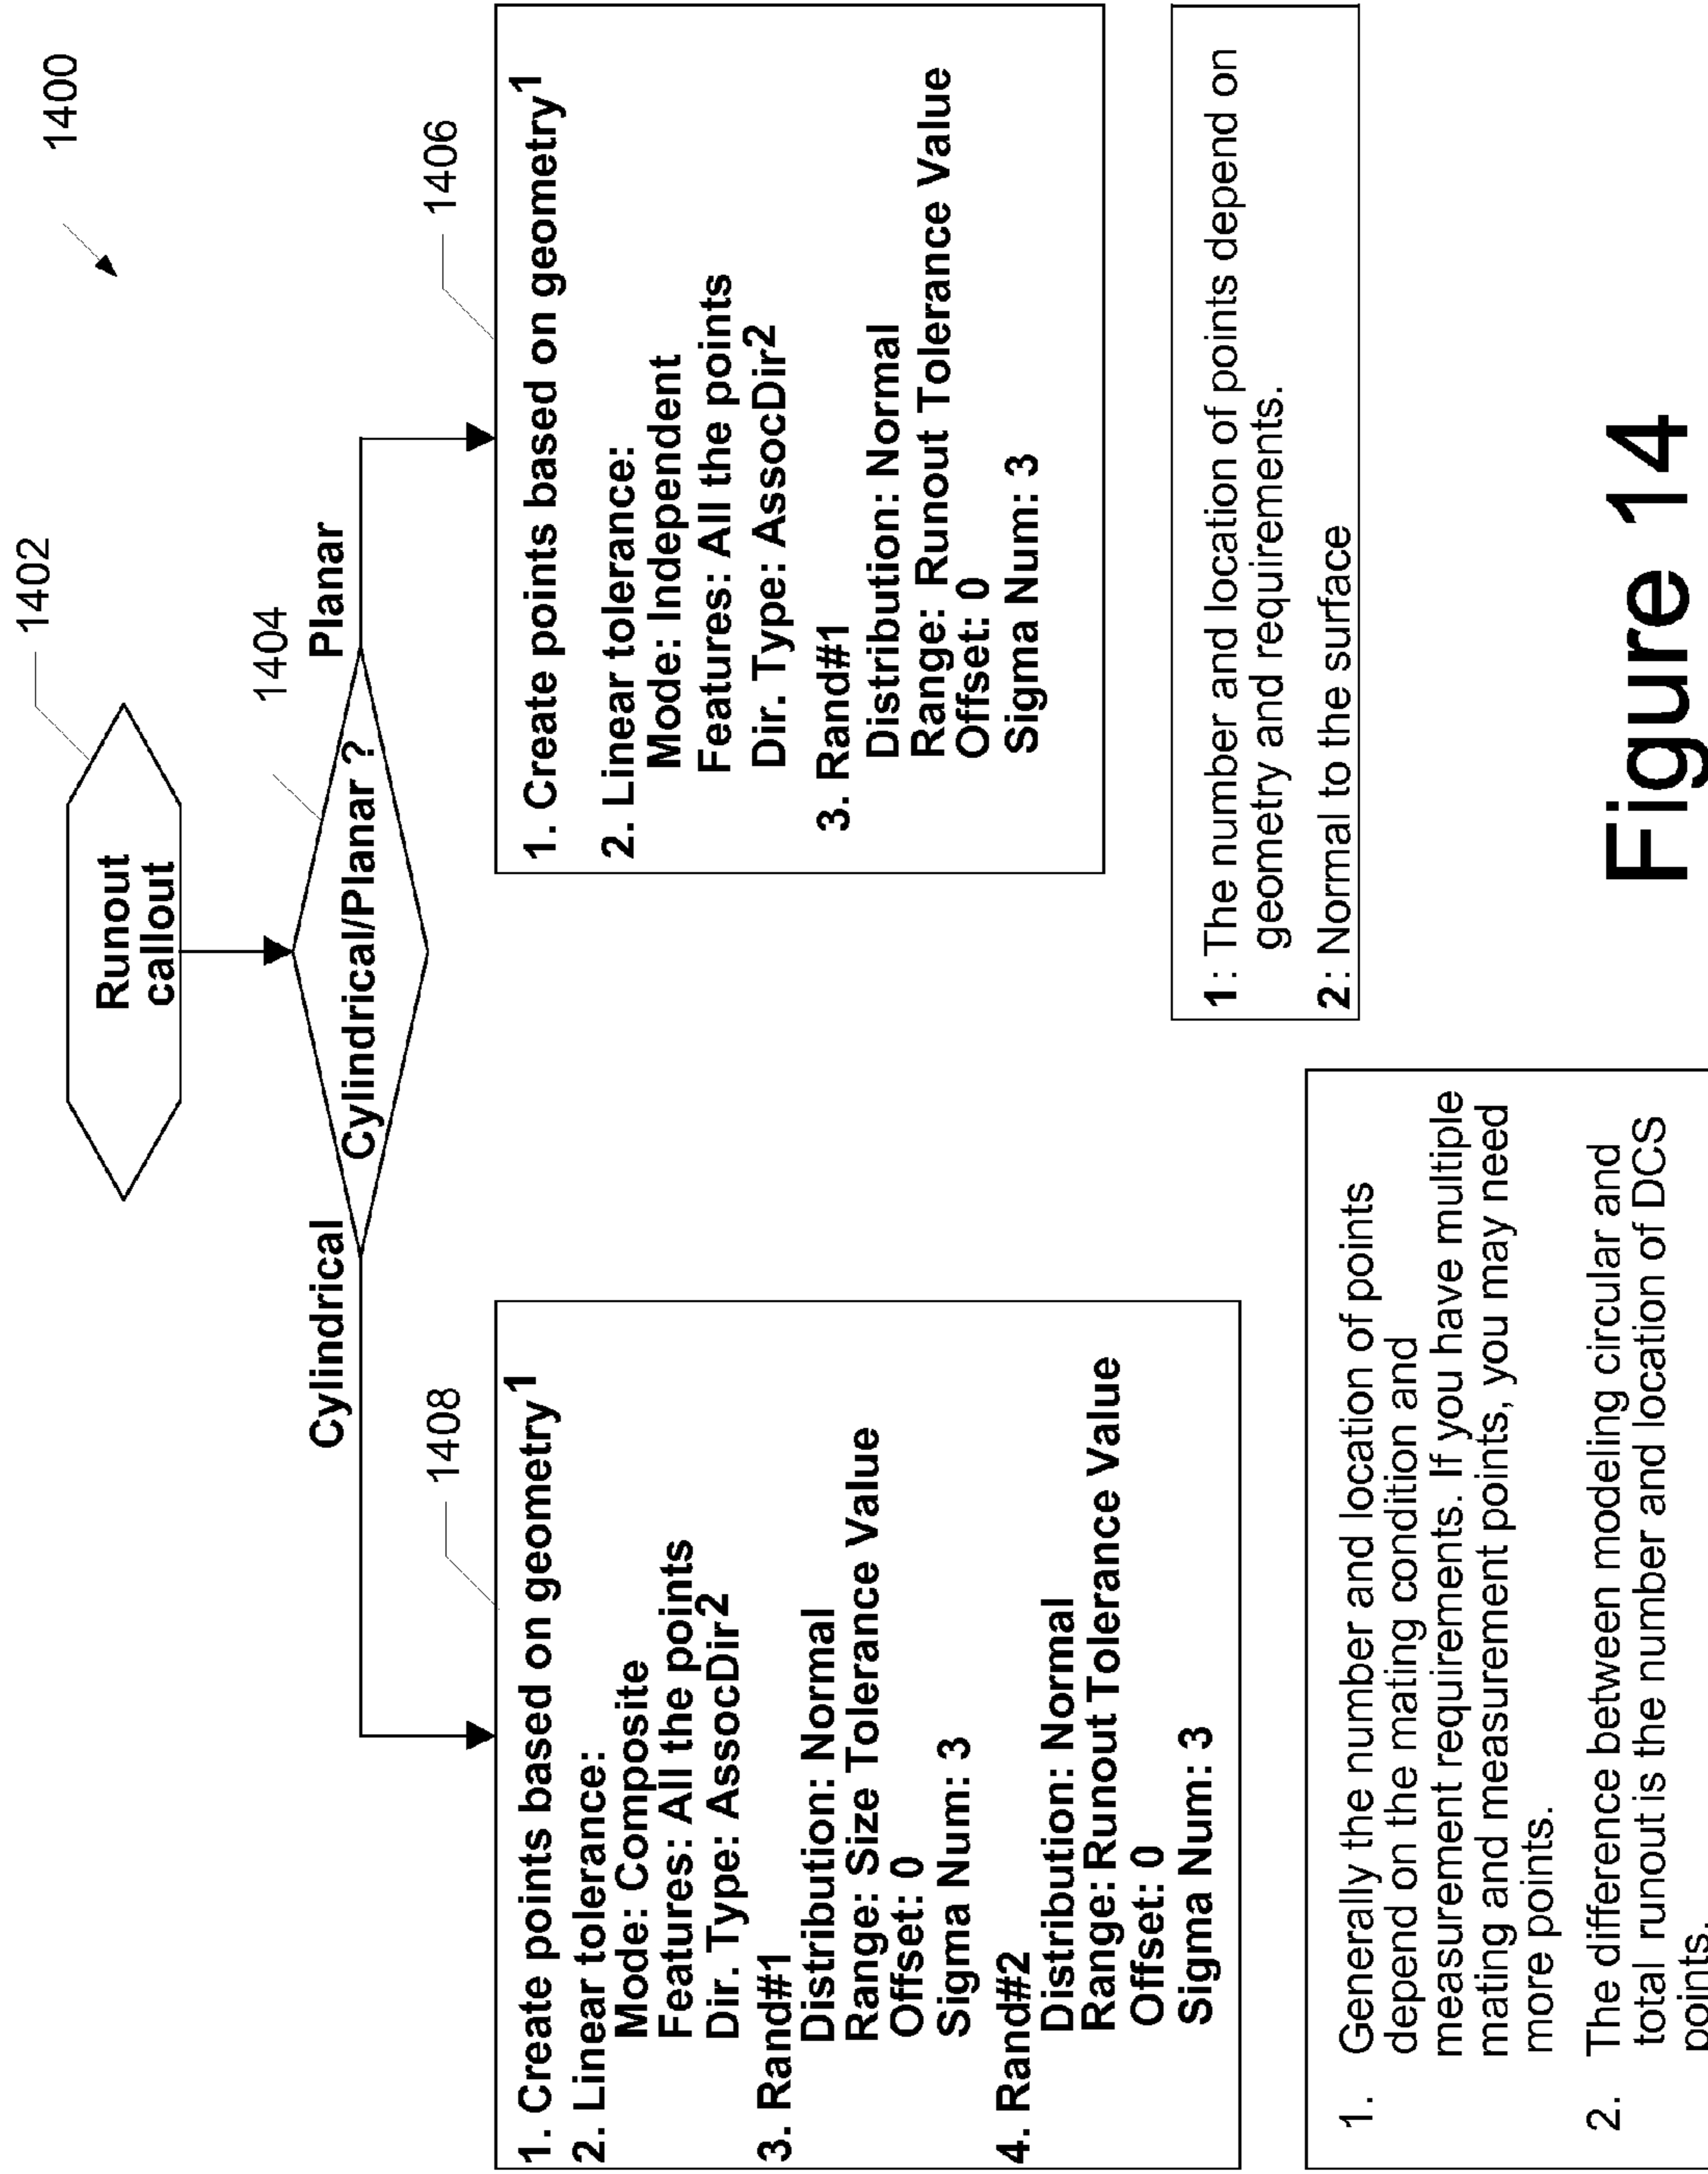 1400
1402
Runout
callout
1404
Cylindrical/Planar ?
Cylindrical
Planar
1408
1. Create points based on geometry1
2. Linear tolerance:
Mode: Composite
Features: All the points
Dir. Type: AssocDir2
3. Rand#1
Distribution: Normal
Range: Size Tolerance Value
Offset: 0
Sigma Num: 3
4. Rand#2
Distribution: Normal
Range: Runout Tolerance Value
Offset: 0
Sigma Num: 3
1406
1. Create points based on geometry1
2. Linear tolerance:
Mode: Independent
Features: All the points
Dir. Type: AssocDir2
3. Rand#1
Distribution: Normal
Range: Runout Tolerance Value
Offset: 0
Sigma Num: 3
1: The number and location of points depend on
geometry and requirements.
2: Normal to the surface
1. Generally the number and location of points
depend on the mating condition and
measurement requirements. If you have multiple
mating and measurement points, you may need
more points.
2. The difference between modeling circular and
total runout is the number and location of DCS
points.
Figure 14